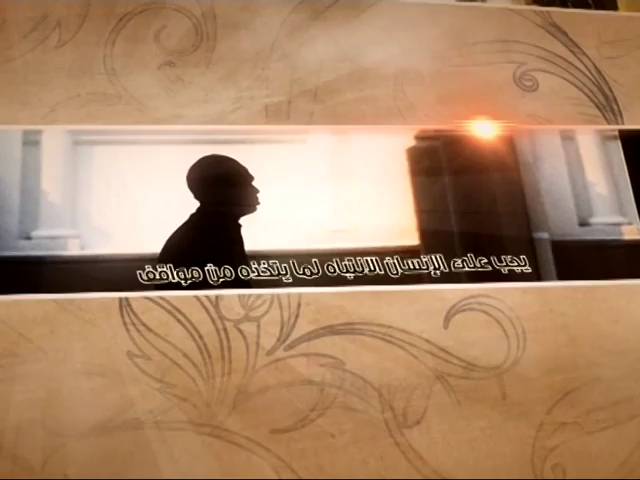 يجب على الإنسان الانتباه لما يتخذه من مواقف